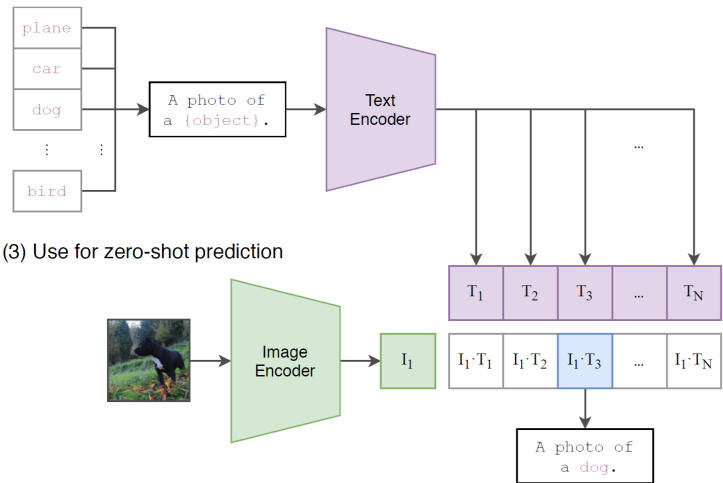 plane
car
dog
⋮
⋮
bird
A photo of
a {object}.
Text
Encoder
...
(3) Use for zero-shot prediction
T1 T2 T3 ... TN
Image
Encoder
I1
I1·T1 I1·T2 I1·T3 ... I1·TN
A photo of
a dog.